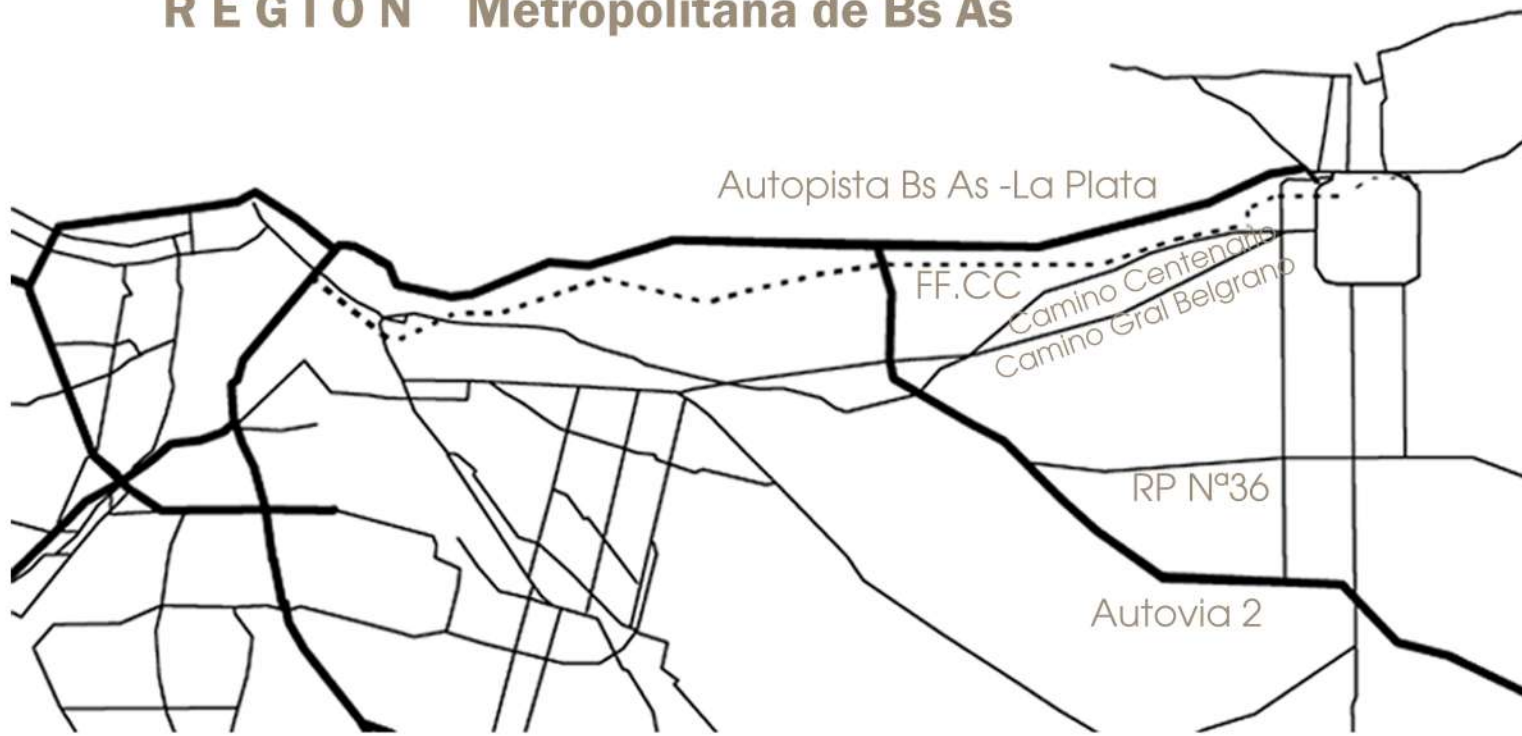 REGION Metropolitana de Bs As
Autopista Bs As -La Plata
FF.CC
Camino Centenario
Camino Gral Belgrano
RP Nª36
Autovia 2